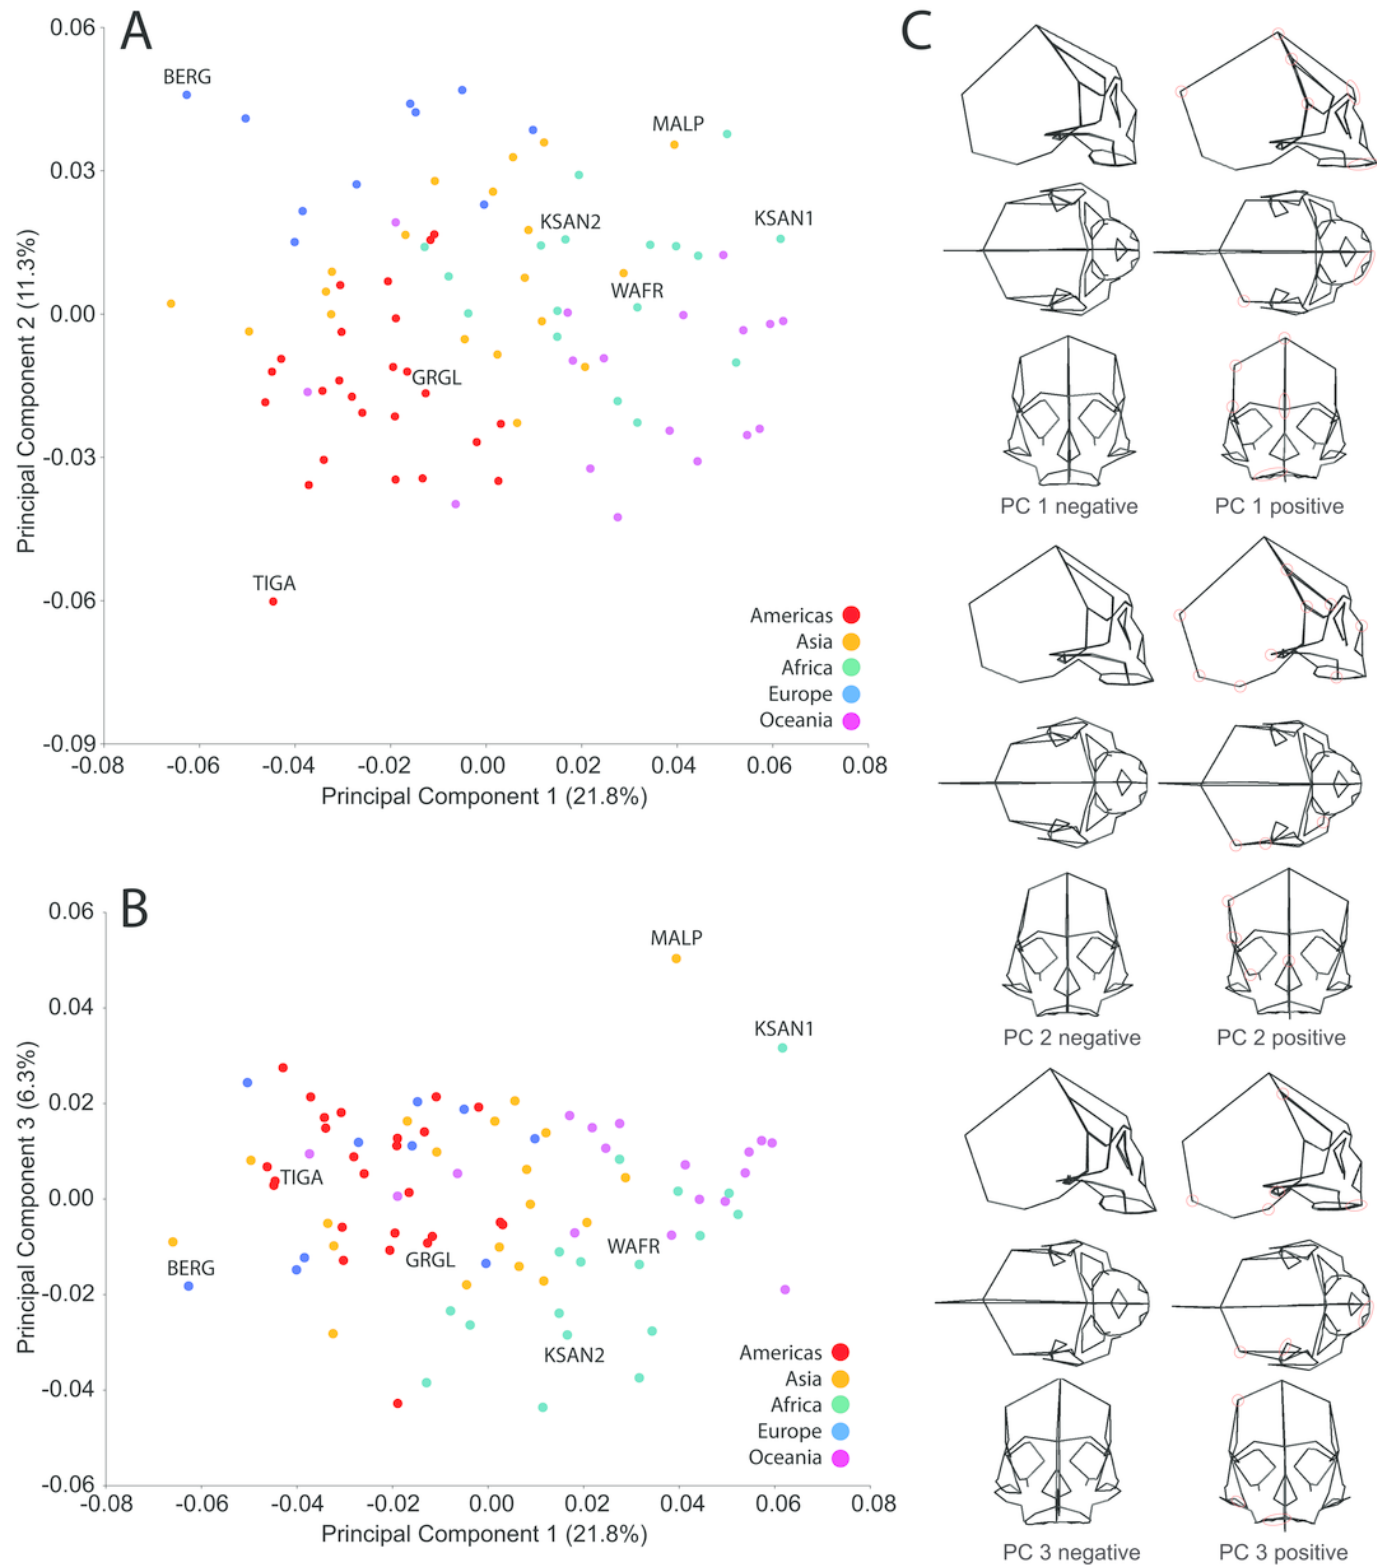 A
0.06
BERG
MALP
0.03
KSAN2
KSAN1
WAFR
0.00
GRGL
-0.03
TIGA
-0.06
-0.09
Principal Component 2 (11.3%)
Americas
Asia
Africa
Europe
Oceania
-0.08 -0.06 -0.04 -0.02 0.00 0.02 0.04 0.06 0.08
Principal Component 1 (21.8%)
B
0.06
MALP
0.04
KSAN1
0.02
TIGA
0.00
WAFR
BERG
GRGL
-0.02
KSAN2
-0.04
-0.06
Principal Component 3 (6.3%)
Americas
Asia
Africa
Europe
Oceania
-0.08 -0.06 -0.04 -0.02 0.00 0.02 0.04 0.06 0.08
Principal Component 1 (21.8%)
C
PC 1 negative
PC 1 positive
PC 2 negative
PC 2 positive
PC 3 negative
PC 3 positive